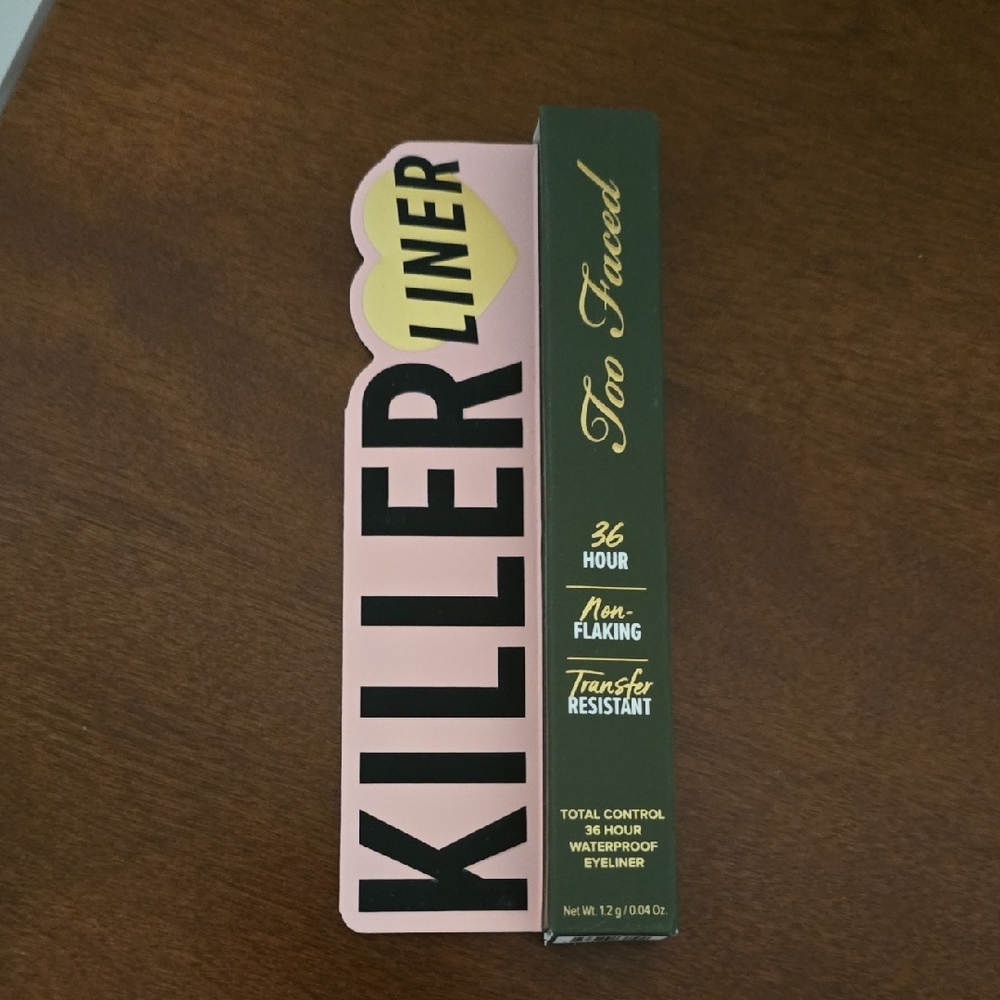 KILLER
LINER
Too Faced
36
HOUR
Non-
FLAKING
Transfer
RESISTANT
TOTAL CONTROL
36 HOUR
WATERPROOF
EYELINER
Net Wt. 1.2 g / 0.04 Oz.